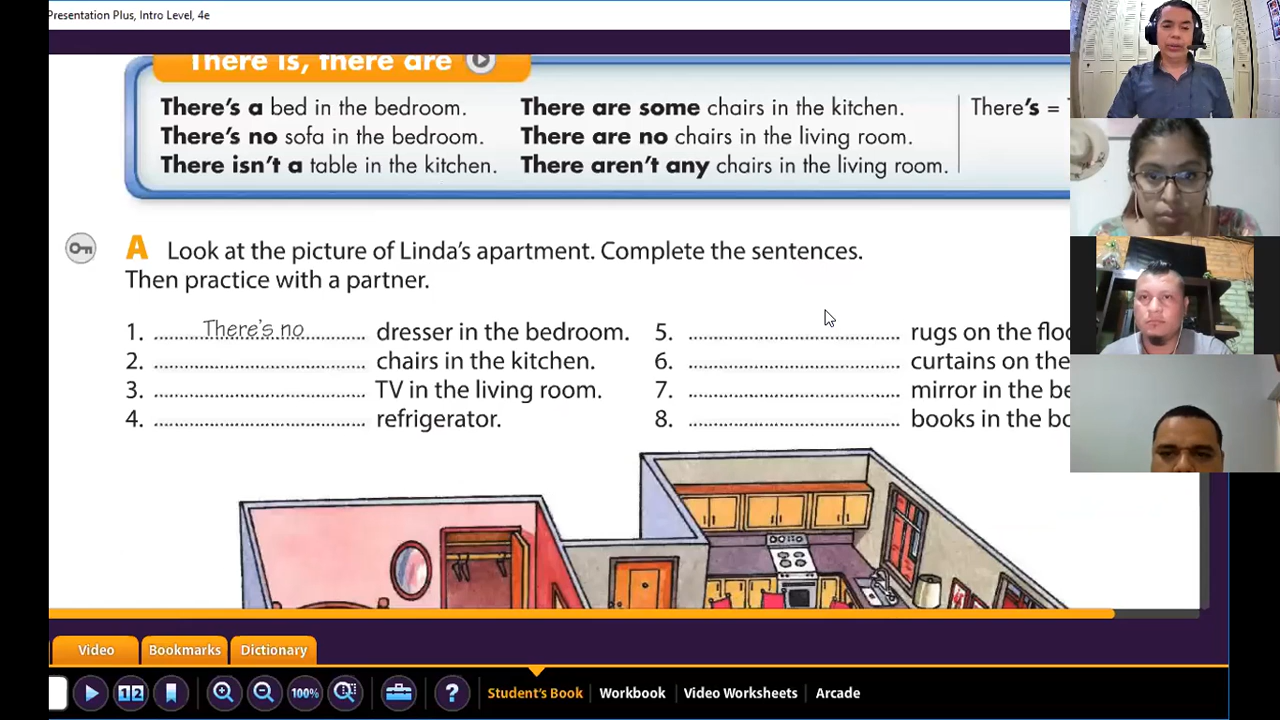 Presentation Plus, Intro Level, 4e
There is, there are
There's a bed in the bedroom.
There's no sofa in the bedroom.
There isn't a table in the kitchen.
There are some chairs in the kitchen.
There are no chairs in the living room.
There aren't any chairs in the living room.
There's =
A Look at the picture of Linda's apartment. Complete the sentences.
Then practice with a partner.
1. There's no dresser in the bedroom.
2. chairs in the kitchen.
3. TV in the living room.
4. refrigerator.
5. rugs on the
6. curtains on the
7. mirror in the
8. books in the
Video Bookmarks Dictionary
12 100% ? Student's Book Workbook Video Worksheets Arcade